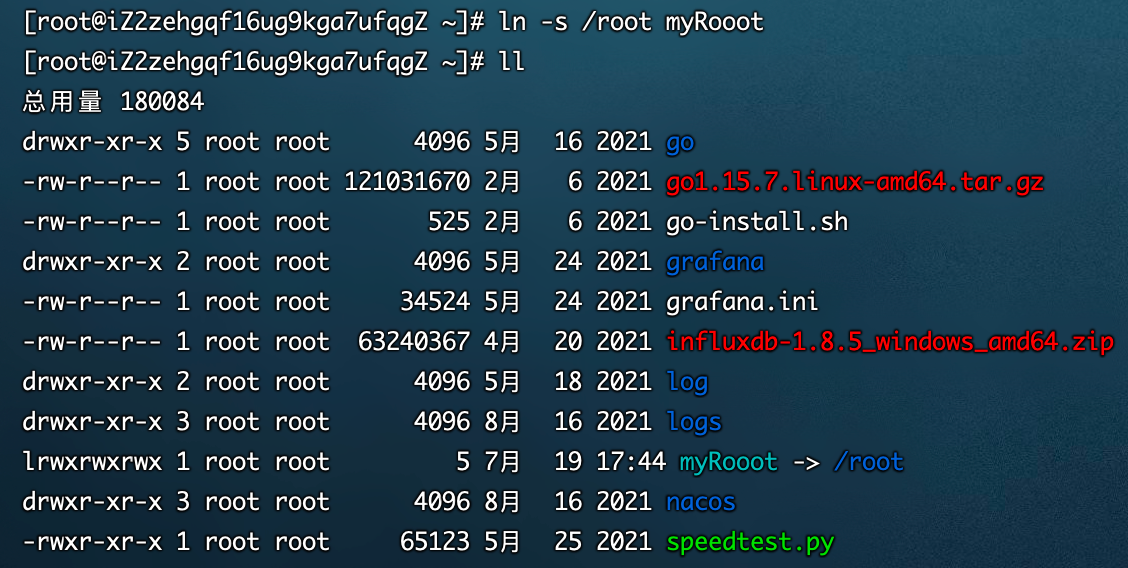 [root@iZ2zehgqf16ug9kga7ufqgZ ~]# ln -s /root myRooot
[root@iZ2zehgqf16ug9kga7ufqgZ ~]# ll
总用量 180084
drwxr-xr-x 5 root root      4096 5月   16 2021 go
-rw-r--r-- 1 root root 121031670 2月    6 2021 go1.15.7.linux-amd64.tar.gz
-rw-r--r-- 1 root root       525 2月    6 2021 go-install.sh
drwxr-xr-x 2 root root      4096 5月   24 2021 grafana
-rw-r--r-- 1 root root     34524 5月   24 2021 grafana.ini
-rw-r--r-- 1 root root  63240367 4月   20 2021 influxdb-1.8.5_windows_amd64.zip
drwxr-xr-x 2 root root      4096 5月   18 2021 log
drwxr-xr-x 3 root root      4096 8月   16 2021 logs
lrwxrwxrwx 1 root root         5 7月   19 17:44 myRooot -> /root
drwxr-xr-x 3 root root      4096 8月   16 2021 nacos
-rwxr-xr-x 1 root root     65123 5月   25 2021 speedtest.py